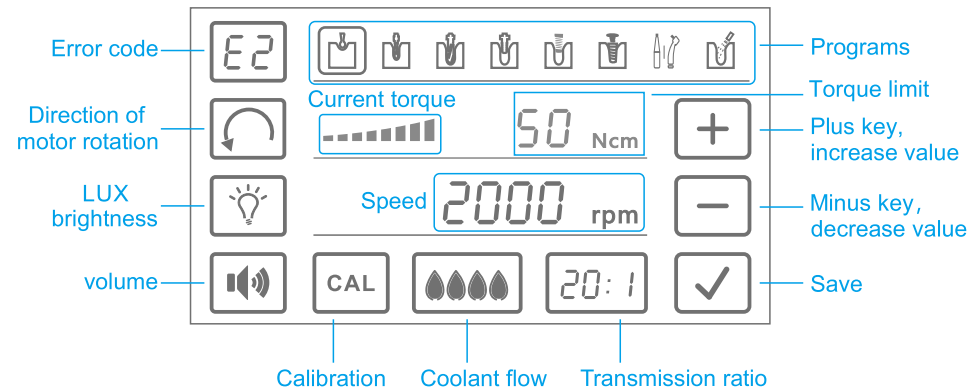 Error code
E2
Programs
Direction of
motor rotation
Current torque
50 Ncm
Torque limit
Plus key,
increase value
LUX
brightness
Speed
2000 rpm
Minus key,
decrease value
volume
CAL
20:1
Save
Calibration
Coolant flow
Transmission ratio